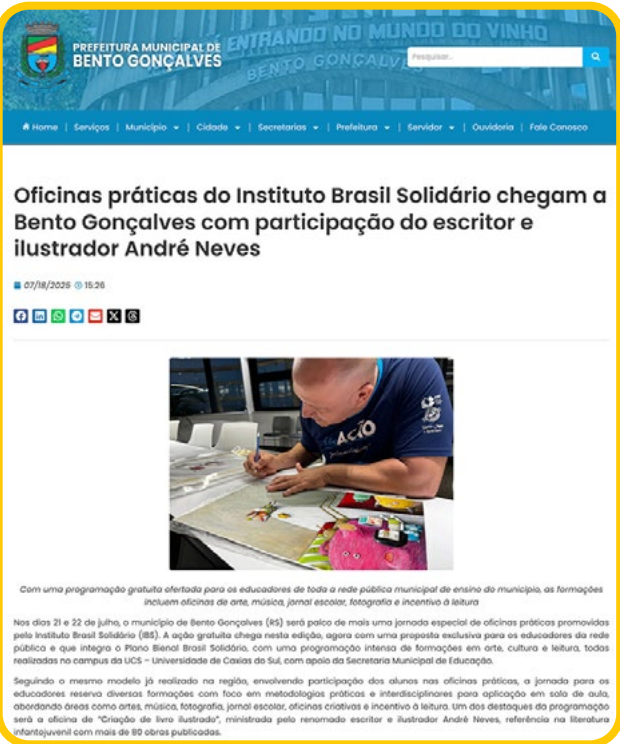 ENTRANDO NO MUNDO DO VINHO
BENTO GONÇALVES
PREFEITURA MUNICIPAL DE
BENTO GONÇALVES
Pesquisar...
Home | Serviços | Município | Cidade | Secretarias | Prefeitura | Servidor | Ouvidoria | Fale Conosco
Oficinas práticas do Instituto Brasil Solidário chegam a
Bento Gonçalves com participação do escritor e
ilustrador André Neves
07/18/2025 15:26
AÇÃO
Com uma programação gratuita ofertada para os educadores de toda a rede pública municipal de ensino do município, as formações
incluem oficinas de arte, música, jornal escolar, fotografia e incentivo à leitura
Nos dias 21 e 22 de julho, o município de Bento Gonçalves (RS) será palco de mais uma jornada especial de oficinas práticas promovidas
pelo Instituto Brasil Solidário (IBS). A ação gratuita chega nesta edição, agora com uma proposta exclusiva para os educadores da rede
pública e que integra o Plano Bienal Brasil Solidário, com uma programação intensa de formações em arte, cultura e leitura, todas
realizadas no campus da UCS – Universidade de Caxias do Sul, com apoio da Secretaria Municipal de Educação.
Seguindo o mesmo modelo já realizado na região, envolvendo participação dos alunos nas oficinas práticas, a jornada para os
educadores reserva diversas formações com foco em metodologias práticas e interdisciplinares para aplicação em sala de aula,
abordando áreas como artes, música, fotografia, jornal escolar, oficinas criativas e incentivo à leitura. Um dos destaques da programação
será a oficina de "Criação de livro ilustrado", ministrada pelo renomado escritor e ilustrador André Neves, referência na literatura
infantojuvenil com mais de 80 obras publicadas.